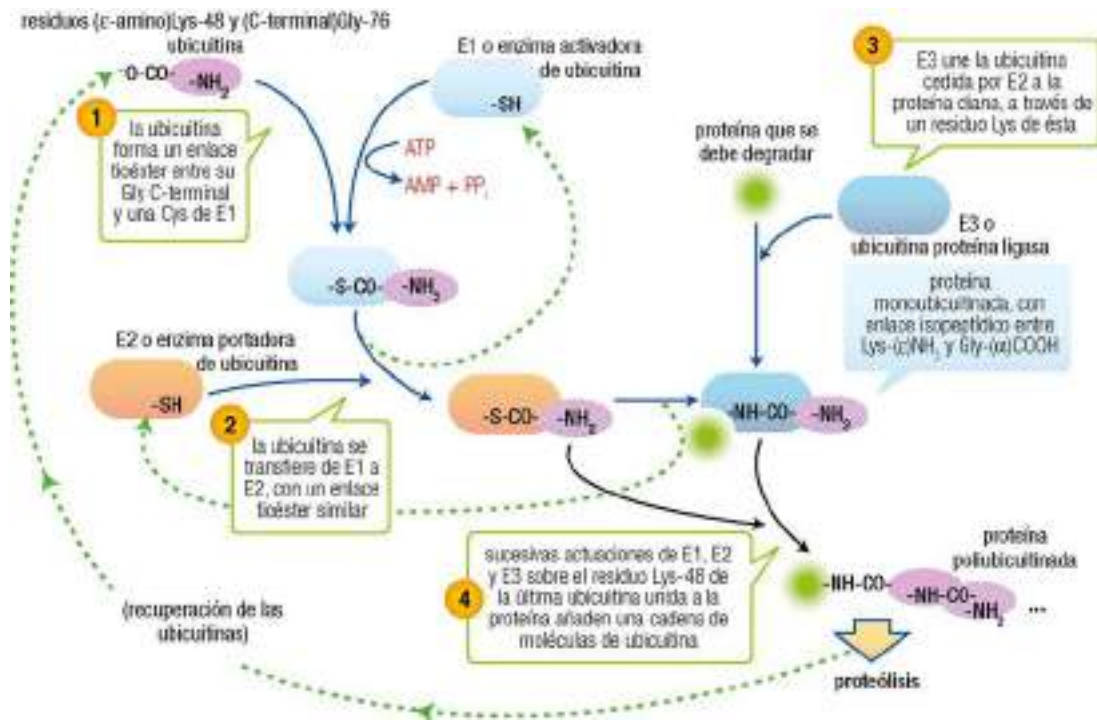 residuos (ε-amino)Lys-48 y (C-terminal)Gly-76
ubicuitina
-O-CO-
-NH2
1
la ubicuitina
forma un enlace
tioéster entre su
Gly C-terminal
y una Cys de E1
E1 o enzima activadora
de ubicuitina
-SH
ATP
AMP + PPi
-S-CO-
-NH2
E2 o enzima portadora
de ubicuitina
-SH
2
la ubicuitina se
transfiere de E1 a
E2, con un enlace
tioéster similar
-S-CO-
-NH2
3
E3 une la ubicuitina
cedida por E2 a la
proteína diana, a través de
un residuo Lys de ésta
proteína que se
debe degradar
E3 o
ubicuitina proteína ligasa
proteína
monoubicuitinada, con
enlace isopeptídico entre
Lys-(ε)NH2 y Gly-(α)COOH
-NH-CO-
-NH2
4
sucesivas actuaciones de E1, E2
y E3 sobre el residuo Lys-48 de
la última ubicuitina unida a la
proteína añaden una cadena de
moléculas de ubicuitina
proteína
poliubicuitinada
-NH-CO-
-NH-CO-
-NH2
...
proteólisis
(recuperación de las
ubicuitinas)